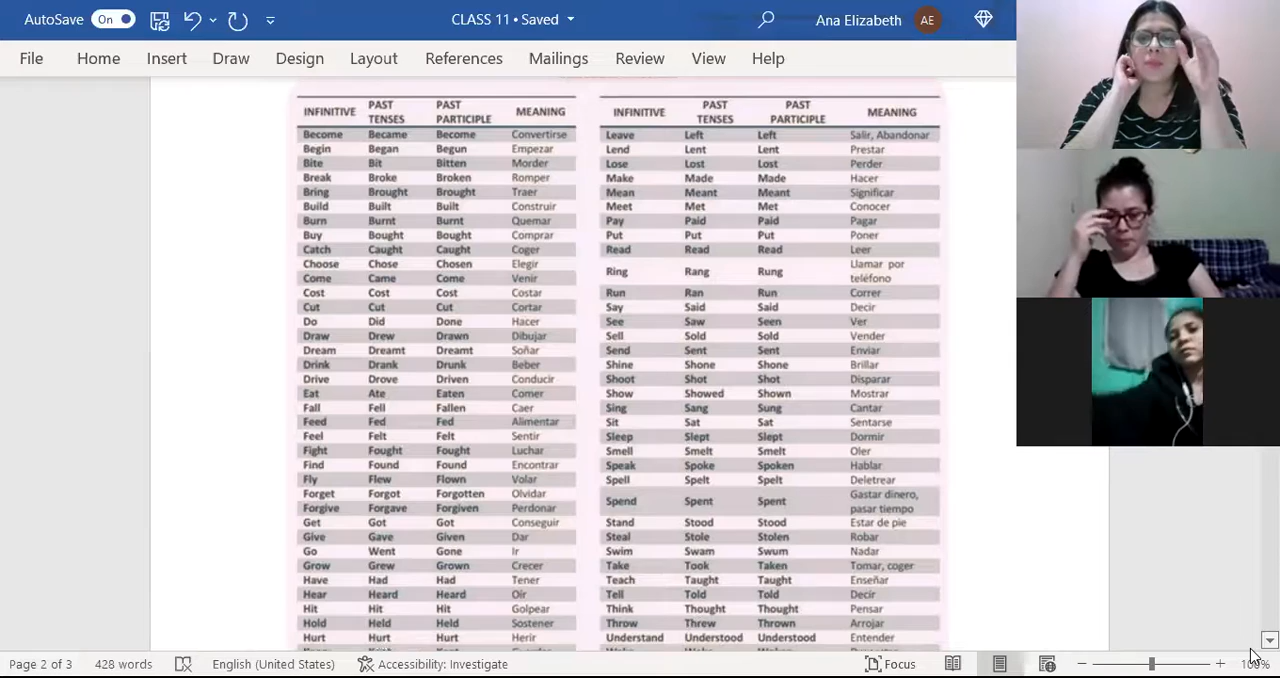 AutoSave On CLASS 11 • Saved Ana Elizabeth AE
File Home Insert Draw Design Layout References Mailings Review View Help
INFINITIVE PAST TENSES PAST PARTICIPLE MEANING
Become Became Become Convertirse
Begin Began Begun Empezar
Bite Bit Bitten Morder
Break Broke Broken Romper
Bring Brought Brought Traer
Build Built Built Construir
Burn Burnt Burnt Quemar
Buy Bought Bought Comprar
Catch Caught Caught Coger
Choose Chose Chosen Elegir
Come Came Come Venir
Cost Cost Cost Costar
Cut Cut Cut Cortar
Do Did Done Hacer
Draw Drew Drawn Dibujar
Dream Dreamt Dreamt Soñar
Drink Drank Drunk Beber
Drive Drove Driven Conducir
Eat Ate Eaten Comer
Fall Fell Fallen Caer
Feed Fed Fed Alimentar
Feel Felt Felt Sentir
Fight Fought Fought Luchar
Find Found Found Encontrar
Fly Flew Flown Volar
Forget Forgot Forgotten Olvidar
Forgive Forgave Forgiven Perdonar
Get Got Got Conseguir
Give Gave Given Dar
Go Went Gone Ir
Grow Grew Grown Crecer
Have Had Had Tener
Hear Heard Heard Oir
Hit Hit Hit Golpear
Hold Held Held Sostener
Hurt Hurt Hurt Herir
INFINITIVE PAST TENSES PAST PARTICIPLE MEANING
Leave Left Left Salir, Abandonar
Lend Lent Lent Prestar
Lose Lost Lost Perder
Make Made Made Hacer
Mean Meant Meant Significar
Meet Met Met Conocer
Pay Paid Paid Pagar
Put Put Put Poner
Read Read Read Leer
Ring Rang Rung Llamar por teléfono
Run Ran Run Correr
Say Said Said Decir
See Saw Seen Ver
Sell Sold Sold Vender
Send Sent Sent Enviar
Shine Shone Shone Brillar
Shoot Shot Shot Disparar
Show Showed Shown Mostrar
Sing Sang Sung Cantar
Sit Sat Sat Sentarse
Sleep Slept Slept Dormir
Smell Smelt Smelt Oler
Speak Spoke Spoken Hablar
Spell Spelt Spelt Deletrear
Spend Spent Spent Gastar dinero, pasar tiempo
Stand Stood Stood Estar de pie
Steal Stole Stolen Robar
Swim Swam Swum Nadar
Take Took Taken Tomar, coger
Teach Taught Taught Enseñar
Tell Told Told Decir
Think Thought Thought Pensar
Throw Threw Thrown Arrojar
Understand Understood Understood Entender
Page 2 of 3 428 words English (United States) Accessibility: Investigate Focus 100%